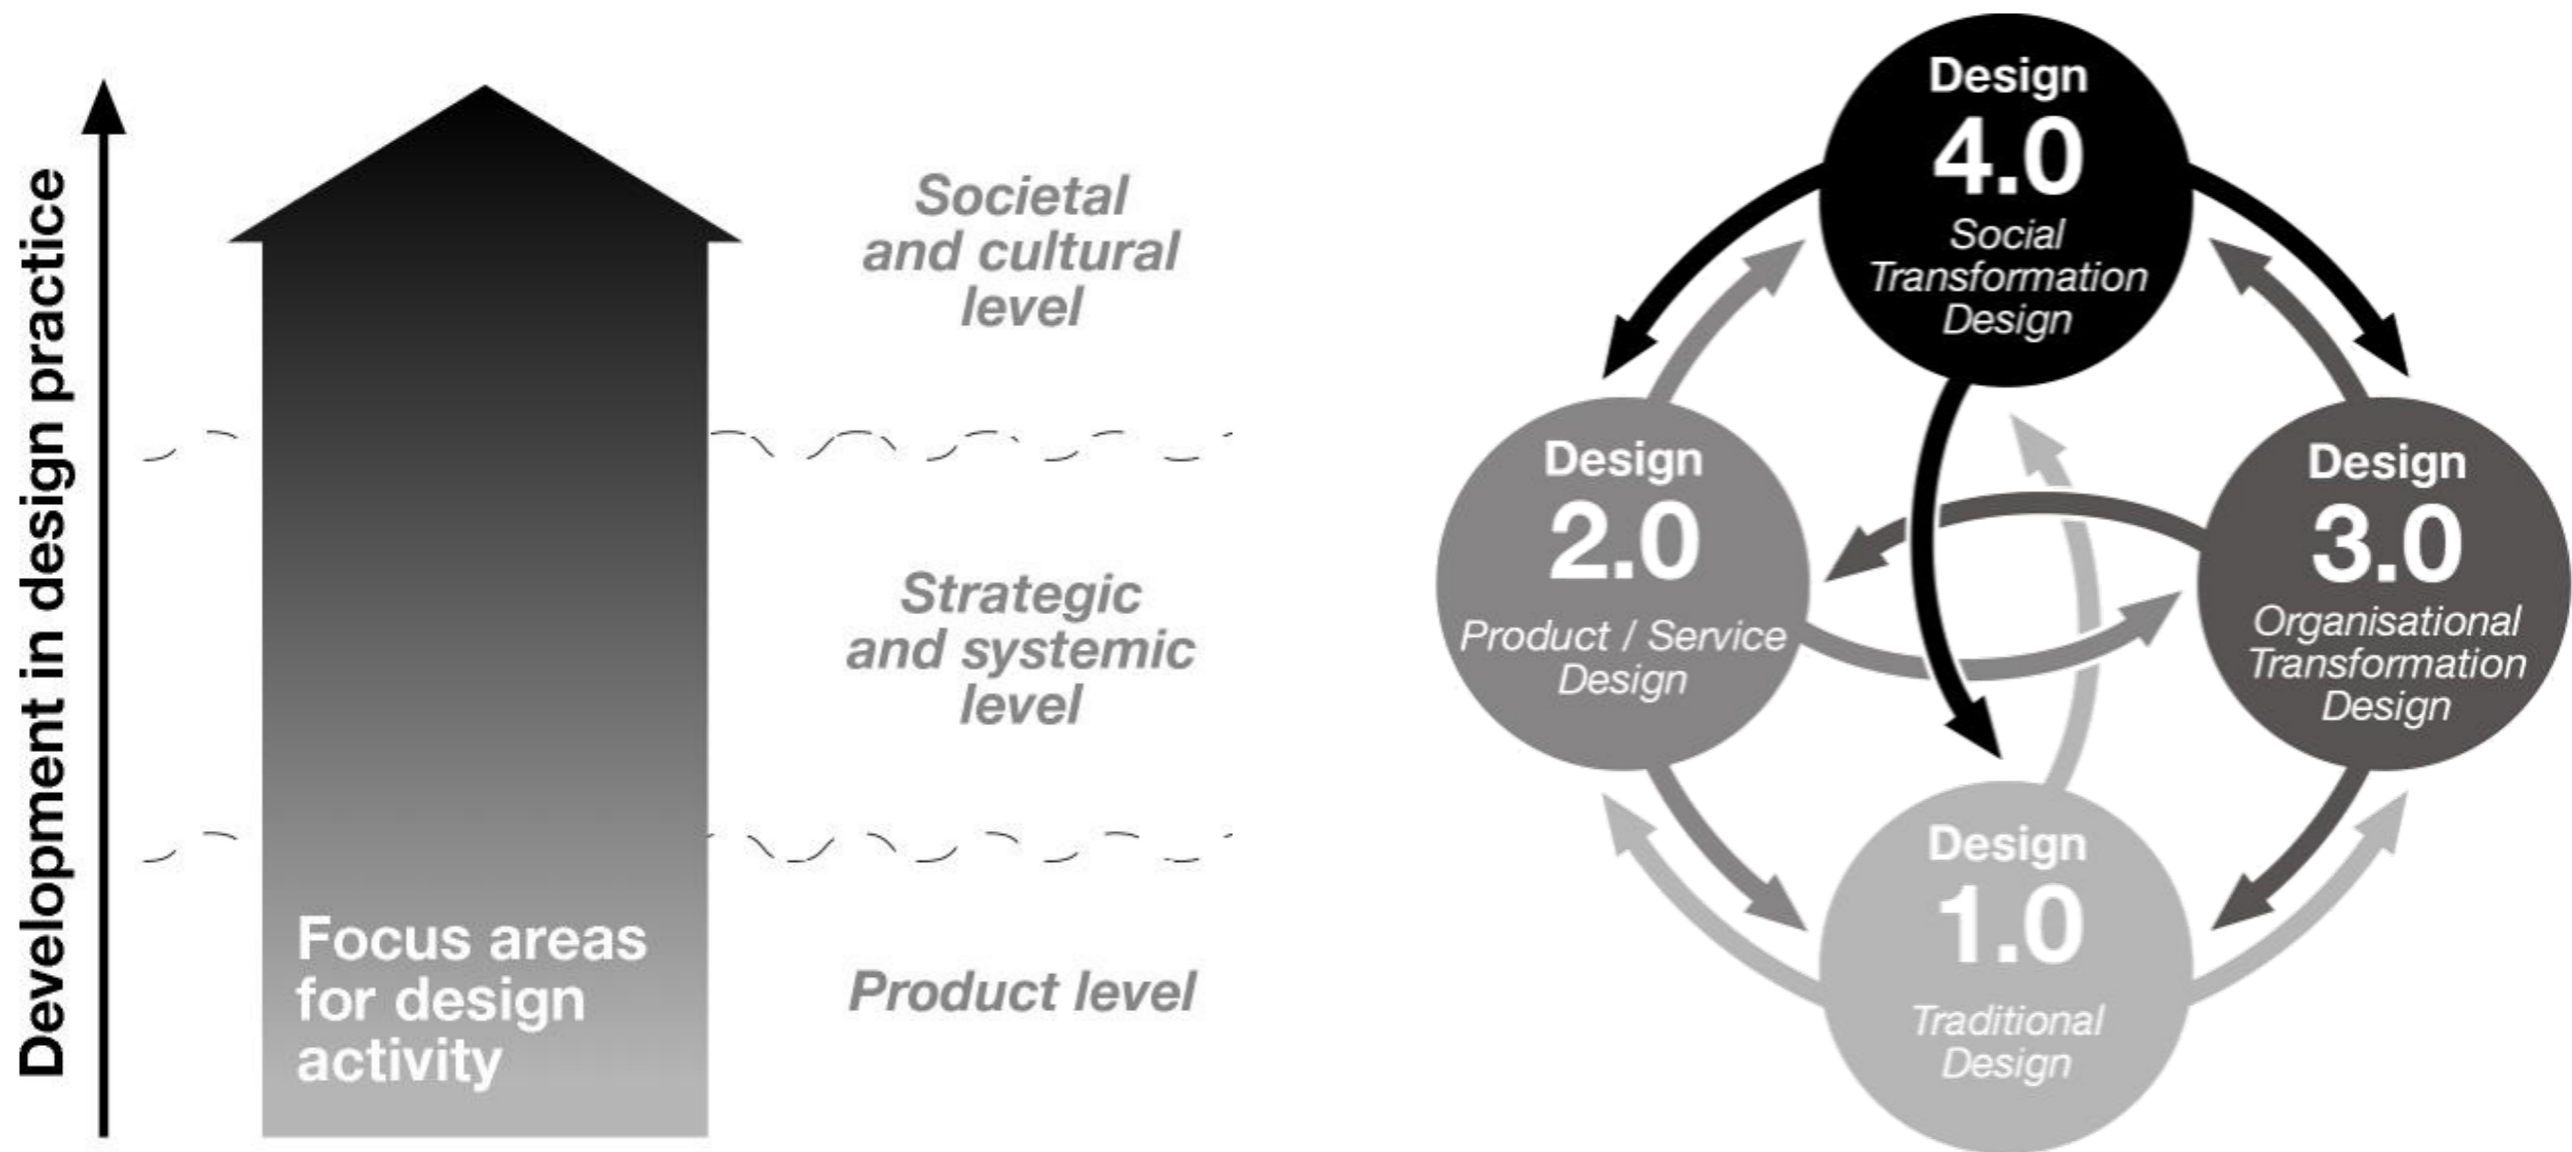 Development in design practice
Focus areas
for design
activity
Societal
and cultural
level
Strategic
and systemic
level
Product level
Design
4.0
Social
Transformation
Design
Design
2.0
Product / Service
Design
Design
3.0
Organisational
Transformation
Design
Design
1.0
Traditional
Design